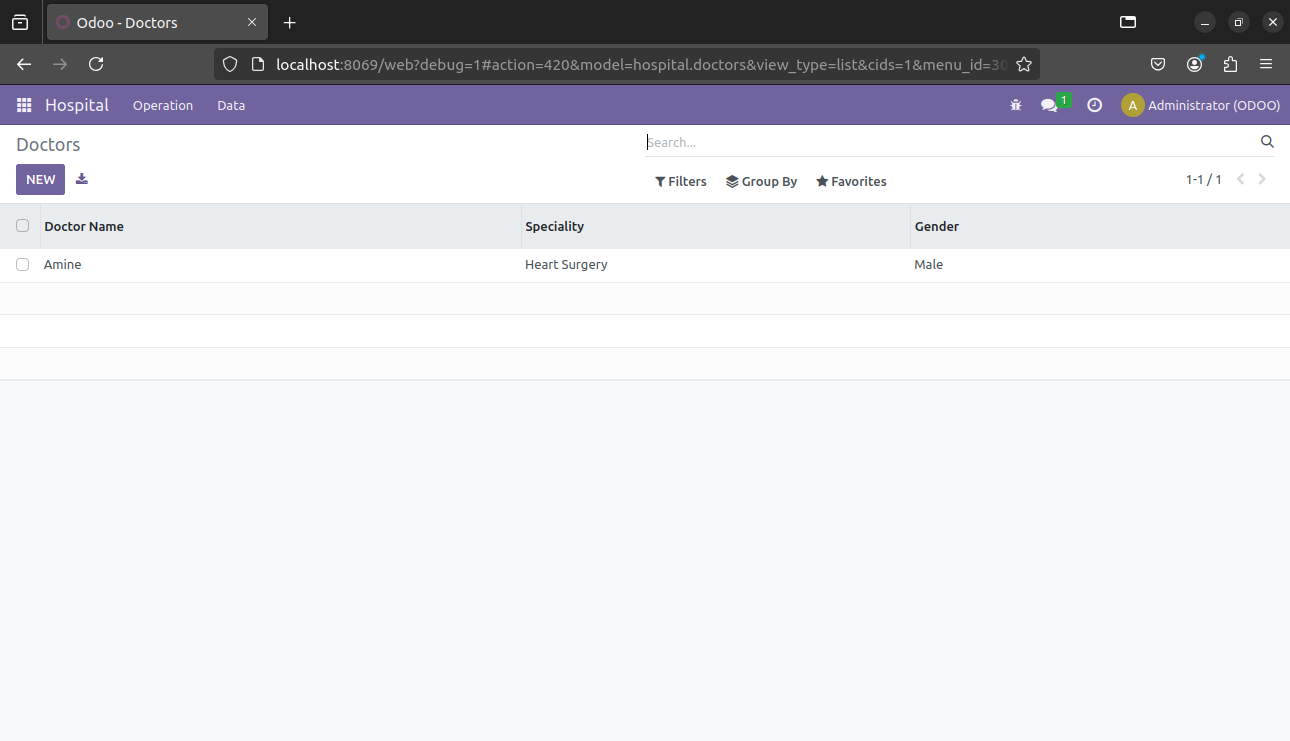 Odoo - Doctors
localhost:8069/web?debug=1#action=420&model=hospital.doctors&view_type=list&cids=1&menu_id=30
Hospital Operation Data 1 A Administrator (ODOO)
Doctors Search...
NEW Filters Group By Favorites 1-1 / 1
Doctor Name Speciality Gender
Amine Heart Surgery Male